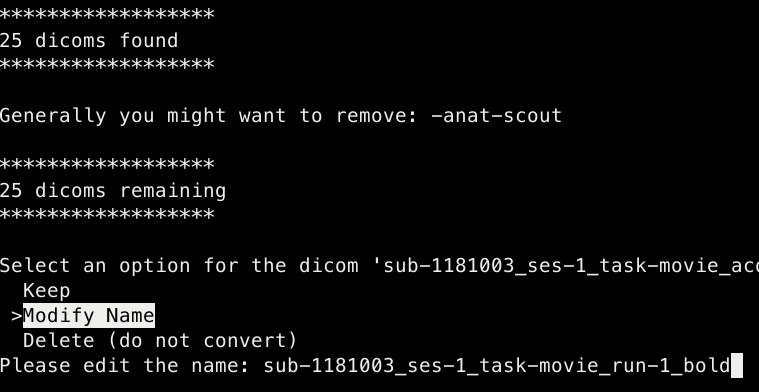 ******************
25 dicoms found
******************
Generally you might want to remove: -anat-scout
******************
25 dicoms remaining
******************
Select an option for the dicom 'sub-1181003_ses-1_task-movie_acq
Keep
>Modify Name
Delete (do not convert)
Please edit the name: sub-1181003_ses-1_task-movie_run-1_bold